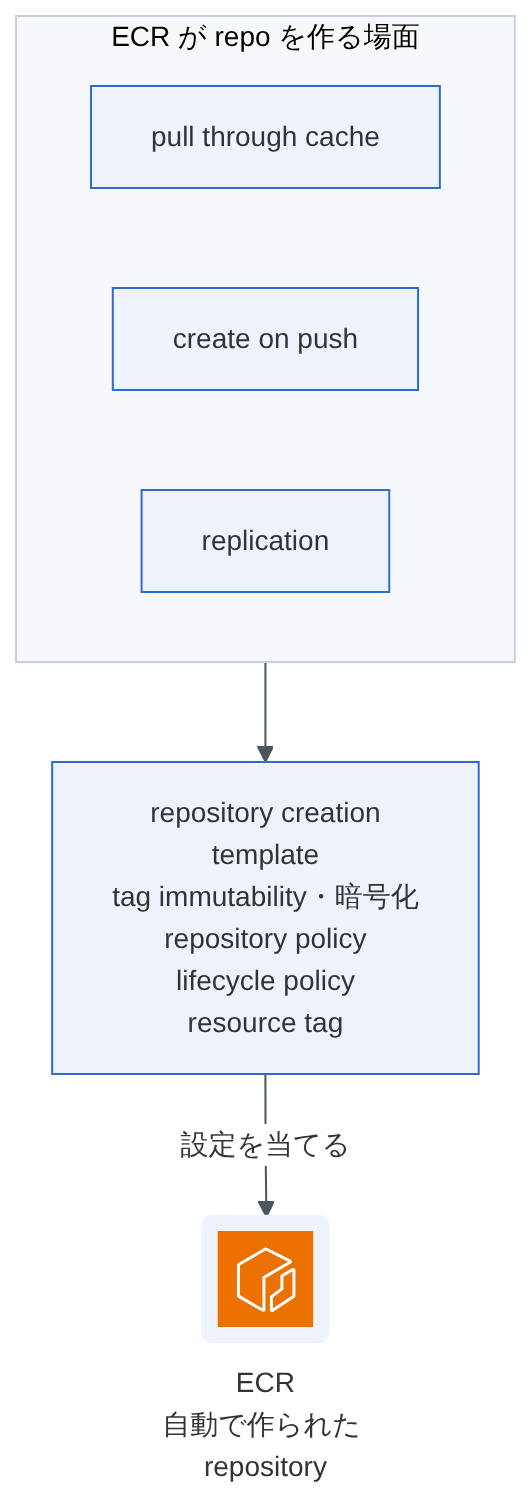 ECR が repo を作る場面
pull through cache
create on push
replication
repository creation
template
tag immutability・暗号化
repository policy
lifecycle policy
resource tag
設定を当てる
ECR
自動で作られた
repository